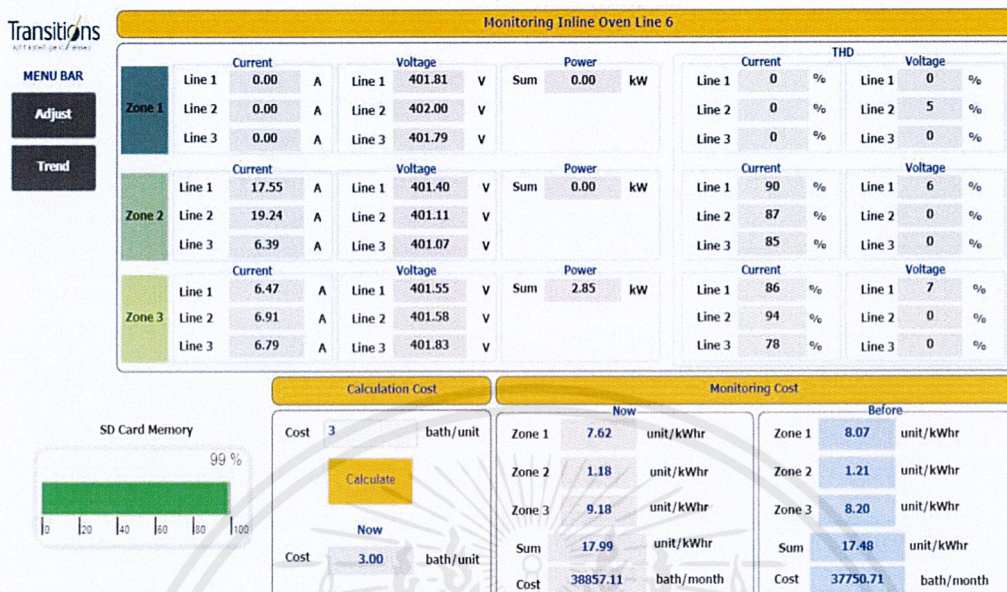 Transitions
Monitoring Inline Oven Line 6
MENU BAR
Adjust
Trend
THD
Current Voltage Power Current Voltage
Zone 1
Line 1 0.00 A Line 1 401.81 V Sum 0.00 kW Line 1 0 % Line 1 0 %
Line 2 0.00 A Line 2 402.00 V Line 2 0 % Line 2 5 %
Line 3 0.00 A Line 3 401.79 V Line 3 0 % Line 3 0 %
Current Voltage Power Current Voltage
Zone 2
Line 1 17.55 A Line 1 401.40 V Sum 0.00 kW Line 1 90 % Line 1 6 %
Line 2 19.24 A Line 2 401.11 V Line 2 87 % Line 2 0 %
Line 3 6.39 A Line 3 401.07 V Line 3 85 % Line 3 0 %
Current Voltage Power Current Voltage
Zone 3
Line 1 6.47 A Line 1 401.55 V Sum 2.85 kW Line 1 86 % Line 1 7 %
Line 2 6.91 A Line 2 401.58 V Line 2 94 % Line 2 0 %
Line 3 6.79 A Line 3 401.83 V Line 3 78 % Line 3 0 %
SD Card Memory
99 %
0 20 40 60 80 100
Calculation Cost
Cost 3 bath/unit
Calculate
Now
Cost 3.00 bath/unit
Monitoring Cost
Now
Zone 1 7.62 unit/kWhr
Zone 2 1.18 unit/kWhr
Zone 3 9.18 unit/kWhr
Sum 17.99 unit/kWhr
Cost 38857.11 bath/month
Before
Zone 1 8.07 unit/kWhr
Zone 2 1.21 unit/kWhr
Zone 3 8.20 unit/kWhr
Sum 17.48 unit/kWhr
Cost 37750.71 bath/month